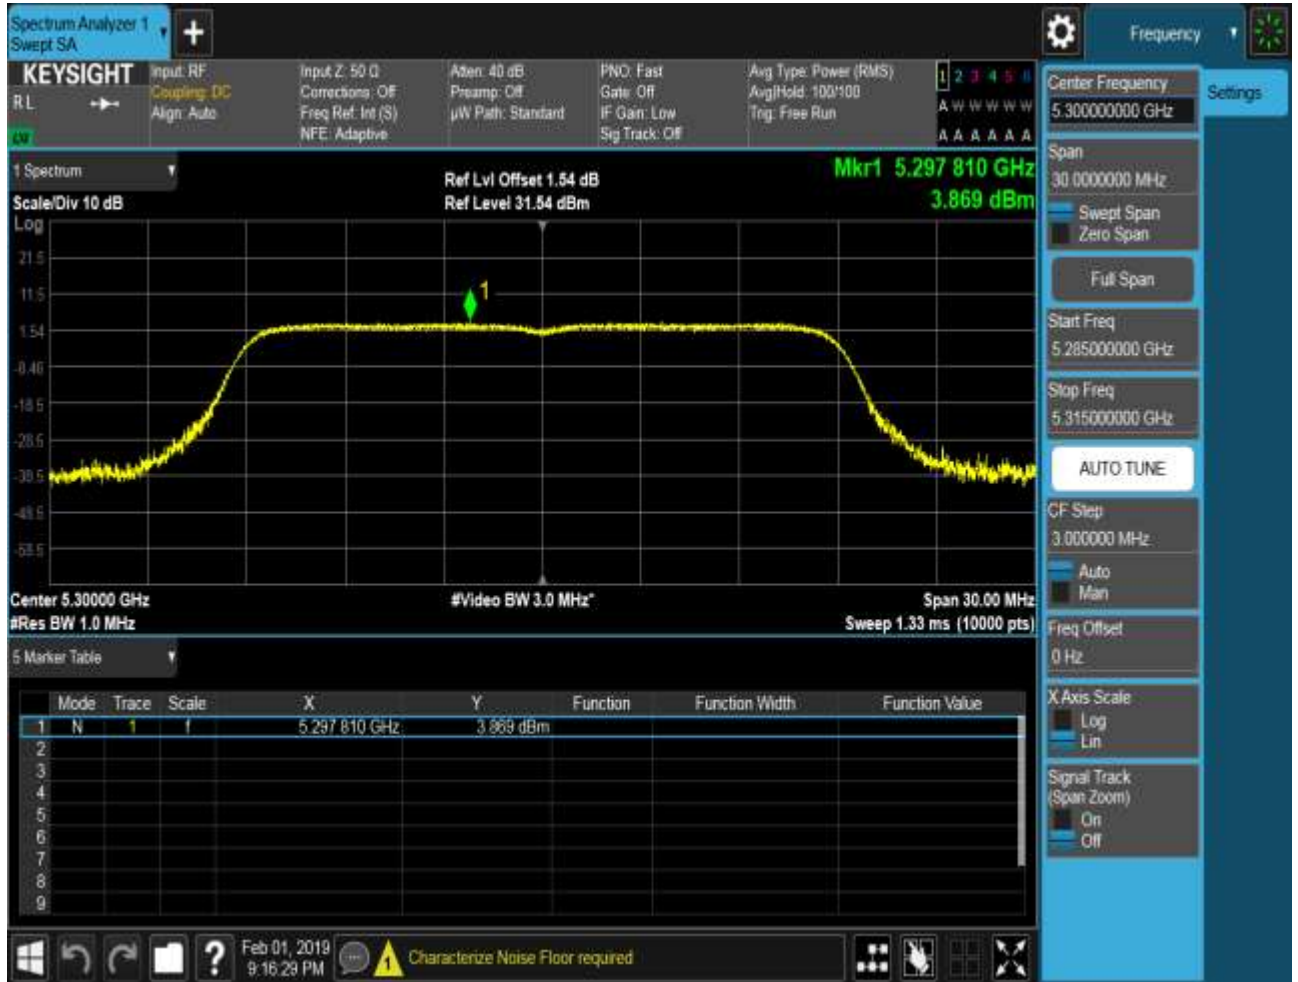 Spectrum Analyzer 1
Swept SA
Frequency
KEYSIGHT
RL
Input: RF
Coupling: DC
Align: Auto
Input Z: 50 Ω
Corrections: Off
Freq Ref: Int (S)
NFE: Adaptive
Atten: 40 dB
Preamp: Off
µW Path: Standard
PNO: Fast
Gate: Off
IF Gain: Low
Sig Track: Off
Avg Type: Power (RMS)
Avg|Hold: 100/100
Trig: Free Run
1 2 3 4 5 6
A W W W W W
A A A A A A
1 Spectrum
Scale/Div 10 dB
Ref Lvl Offset 1.54 dB
Ref Level 31.54 dBm
Mkr1 5.297 810 GHz
3.869 dBm
Log
21.5
11.5
1.54
-8.46
-18.5
-28.5
-38.5
-48.5
-58.5
1
Center 5.30000 GHz
#Res BW 1.0 MHz
#Video BW 3.0 MHz*
Span 30.00 MHz
Sweep 1.33 ms (10000 pts)
5 Marker Table
Mode Trace Scale X Y Function Function Width Function Value
1 N 1 f 5.297 810 GHz 3.869 dBm
2
3
4
5
6
7
8
9
Feb 01, 2019
9:16:29 PM
?
1
Characterize Noise Floor required
Settings
Center Frequency
5.300000000 GHz
Span
30.0000000 MHz
Swept Span
Zero Span
Full Span
Start Freq
5.285000000 GHz
Stop Freq
5.315000000 GHz
AUTO TUNE
CF Step
3.000000 MHz
Auto
Man
Freq Offset
0 Hz
X Axis Scale
Log
Lin
Signal Track
(Span Zoom)
On
Off